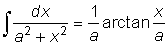 ∫ dx/(a² + x²) = (1/a) arctan (x/a)